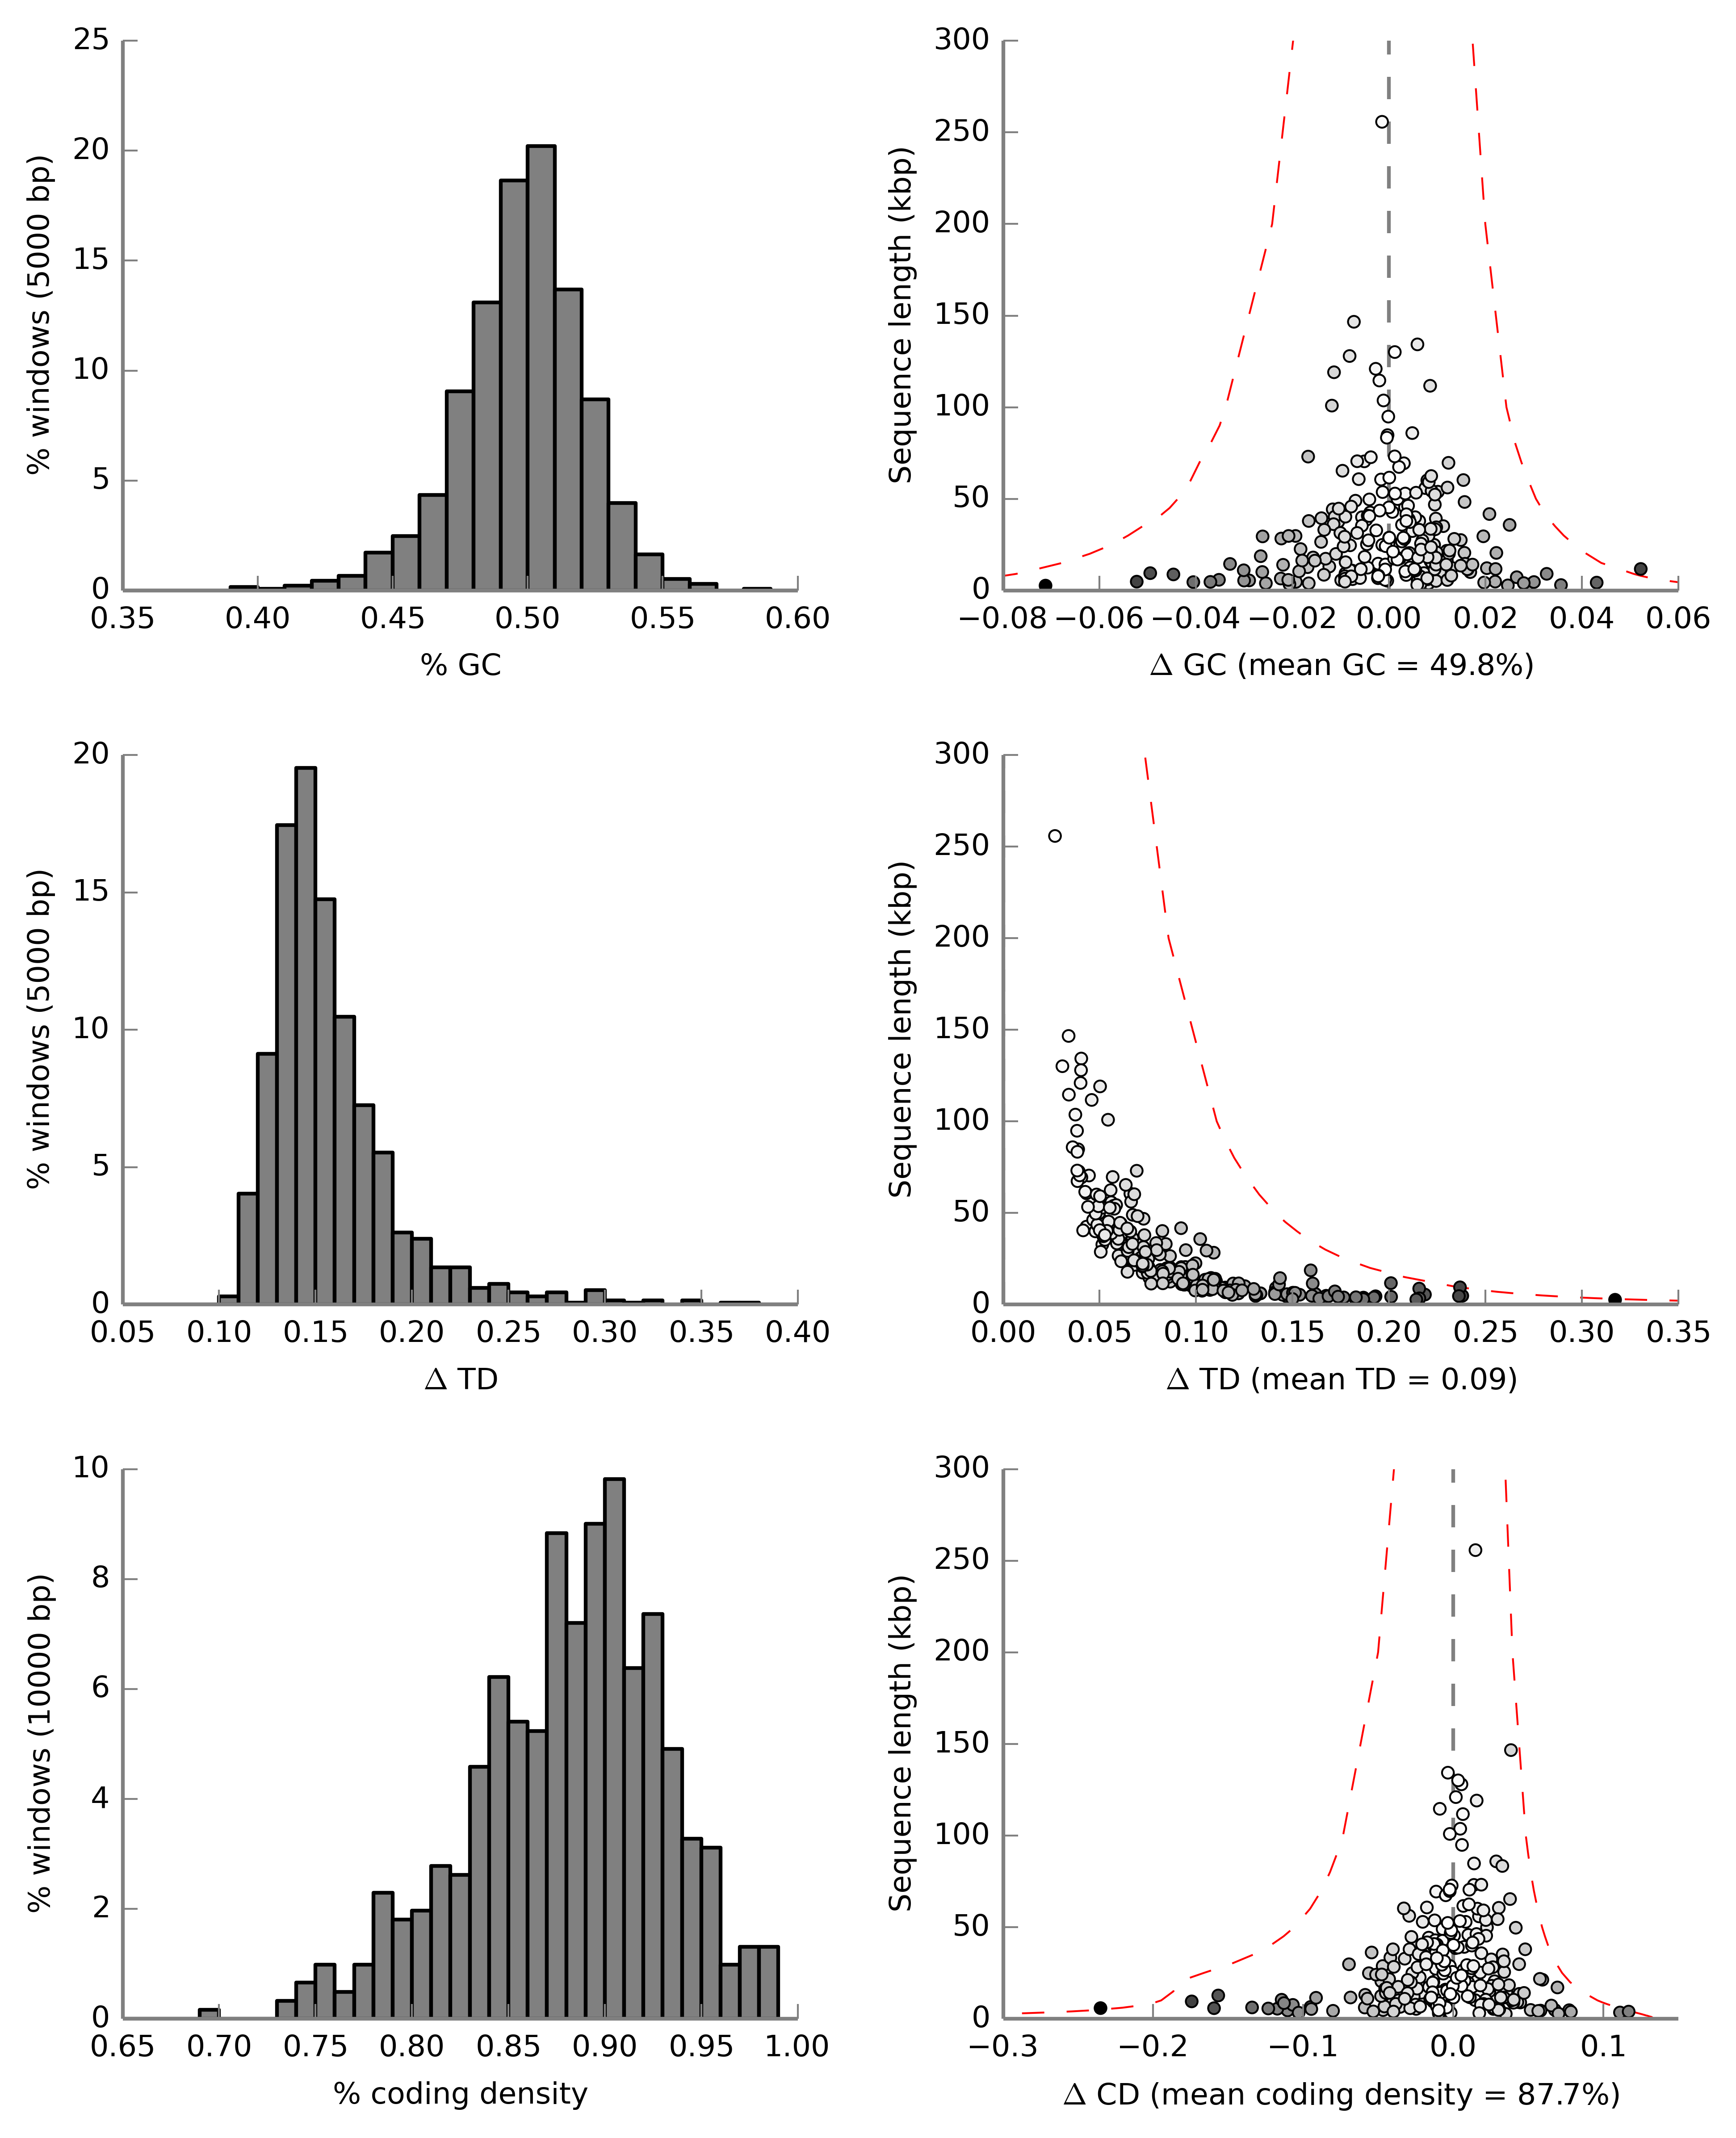 25
20
15
10
5
0
0.35 0.40 0.45 0.50 0.55 0.60
% windows (5000 bp)
% GC
300
250
200
150
100
50
0
−0.08 −0.06 −0.04 −0.02 0.00 0.02 0.04 0.06
Sequence length (kbp)
Δ GC (mean GC = 49.8%)
20
15
10
5
0
0.05 0.10 0.15 0.20 0.25 0.30 0.35 0.40
% windows (5000 bp)
Δ TD
300
250
200
150
100
50
0
0.00 0.05 0.10 0.15 0.20 0.25 0.30 0.35
Sequence length (kbp)
Δ TD (mean TD = 0.09)
10
8
6
4
2
0
0.65 0.70 0.75 0.80 0.85 0.90 0.95 1.00
% windows (10000 bp)
% coding density
300
250
200
150
100
50
0
−0.3 −0.2 −0.1 0.0 0.1
Sequence length (kbp)
Δ CD (mean coding density = 87.7%)